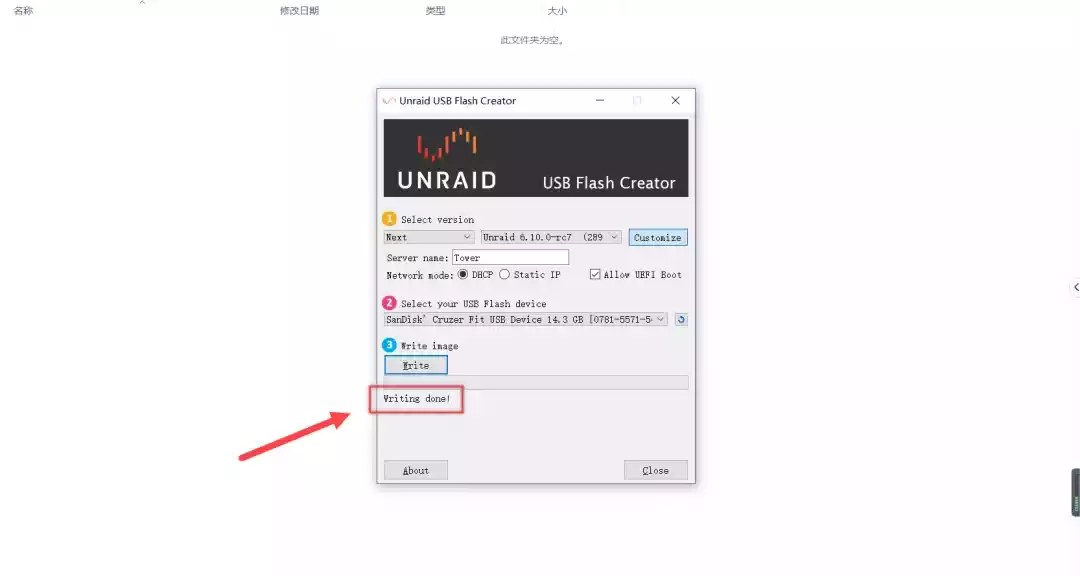 名称 修改日期 类型 大小
此文件夹为空。
Unraid USB Flash Creator
UNRAID USB Flash Creator
1 Select version
Next Unraid 6.10.0-rc7 (289 Customize
Server name: Tower
Network mode: DHCP Static IP Allow UEFI Boot
2 Select your USB Flash device
SanDisk' Cruzer Fit USB Device 14.3 GB [0781-5571-5
3 Write image
Write
Writing done!
About Close